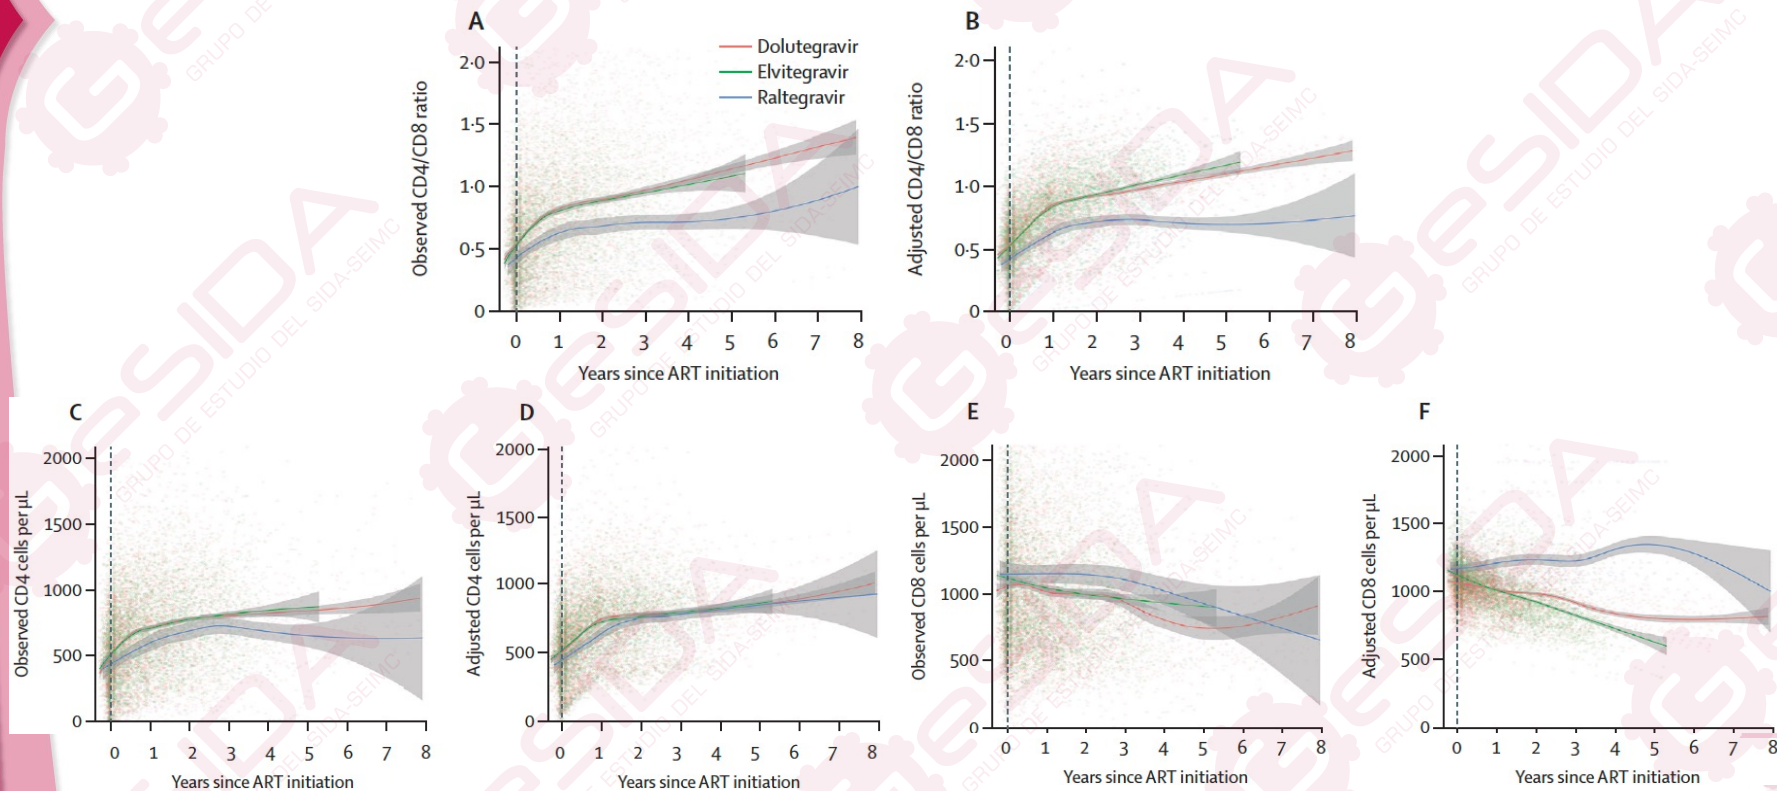 A
Dolutegravir
Elvitegravir
Raltegravir
Observed CD4/CD8 ratio
2·0
1·5
1·0
0·5
0
0 1 2 3 4 5 6 7 8
Years since ART initiation
B
Adjusted CD4/CD8 ratio
2·0
1·5
1·0
0·5
0
0 1 2 3 4 5 6 7 8
Years since ART initiation
C
Observed CD4 cells per µL
2000
1500
1000
500
0
0 1 2 3 4 5 6 7 8
Years since ART initiation
D
Adjusted CD4 cells per µL
2000
1500
1000
500
0
0 1 2 3 4 5 6 7 8
Years since ART initiation
E
Observed CD8 cells per µL
2000
1500
1000
500
0
0 1 2 3 4 5 6 7 8
Years since ART initiation
F
Adjusted CD8 cells per µL
2000
1500
1000
500
0
0 1 2 3 4 5 6 7 8
Years since ART initiation
GeSIDA
GRUPO DE ESTUDIO DEL SIDA-SEIMC